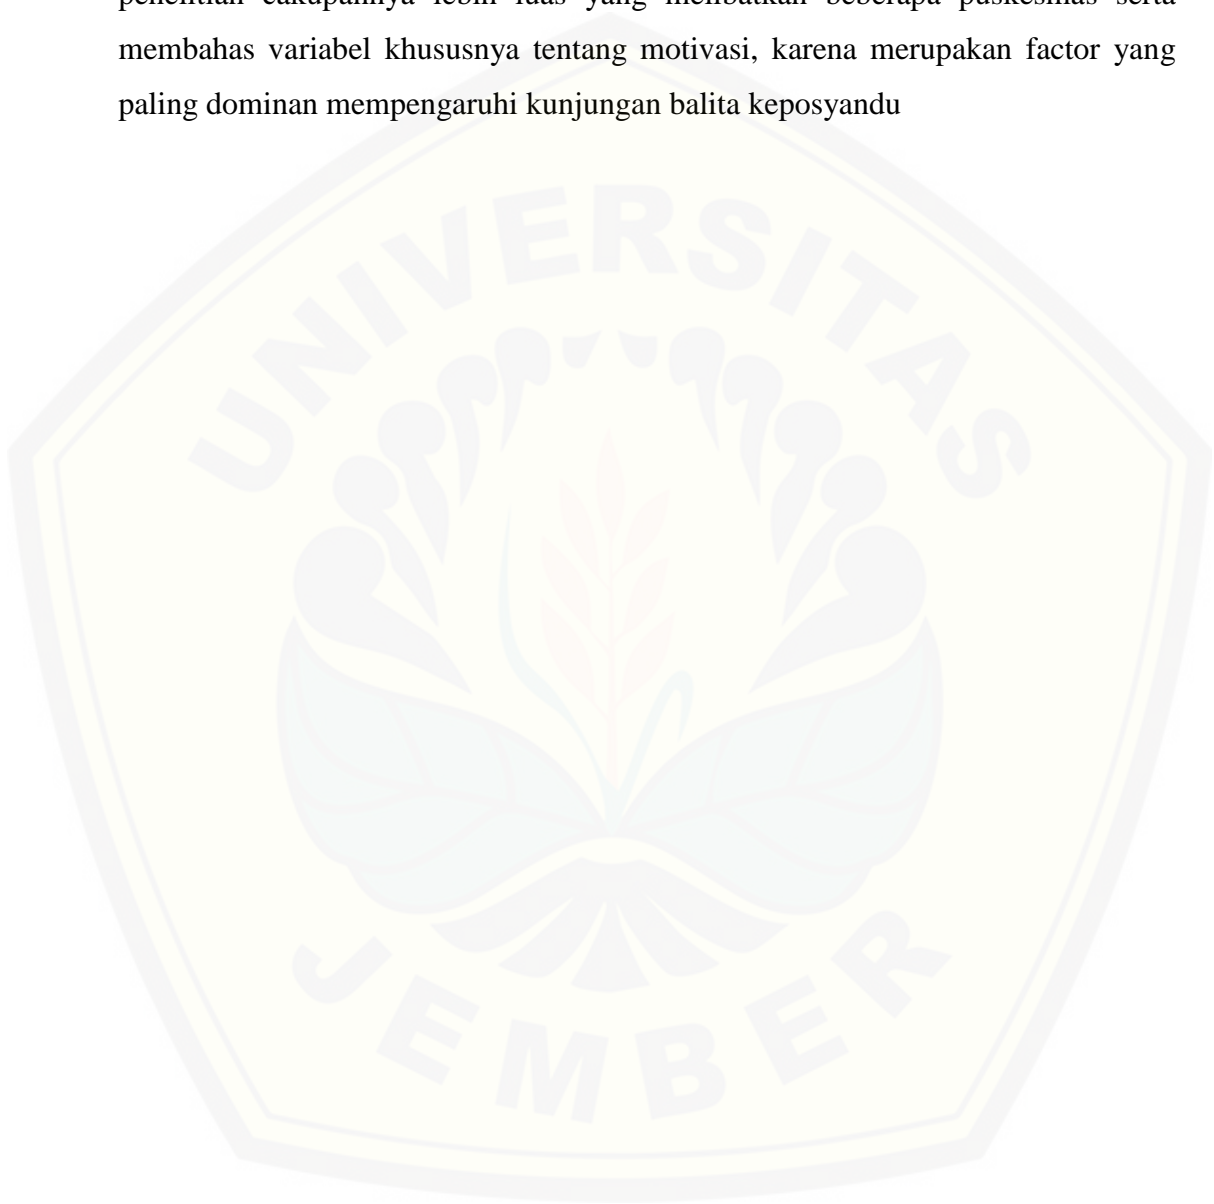 penelitian cakupannya lebih luas yang melibatkan beberapa puskesmas serta
membahas variabel khususnya tentang motivasi, karena merupakan factor yang
paling dominan mempengaruhi kunjungan balita keposyandu
UNIVERSITAS
JEMBER